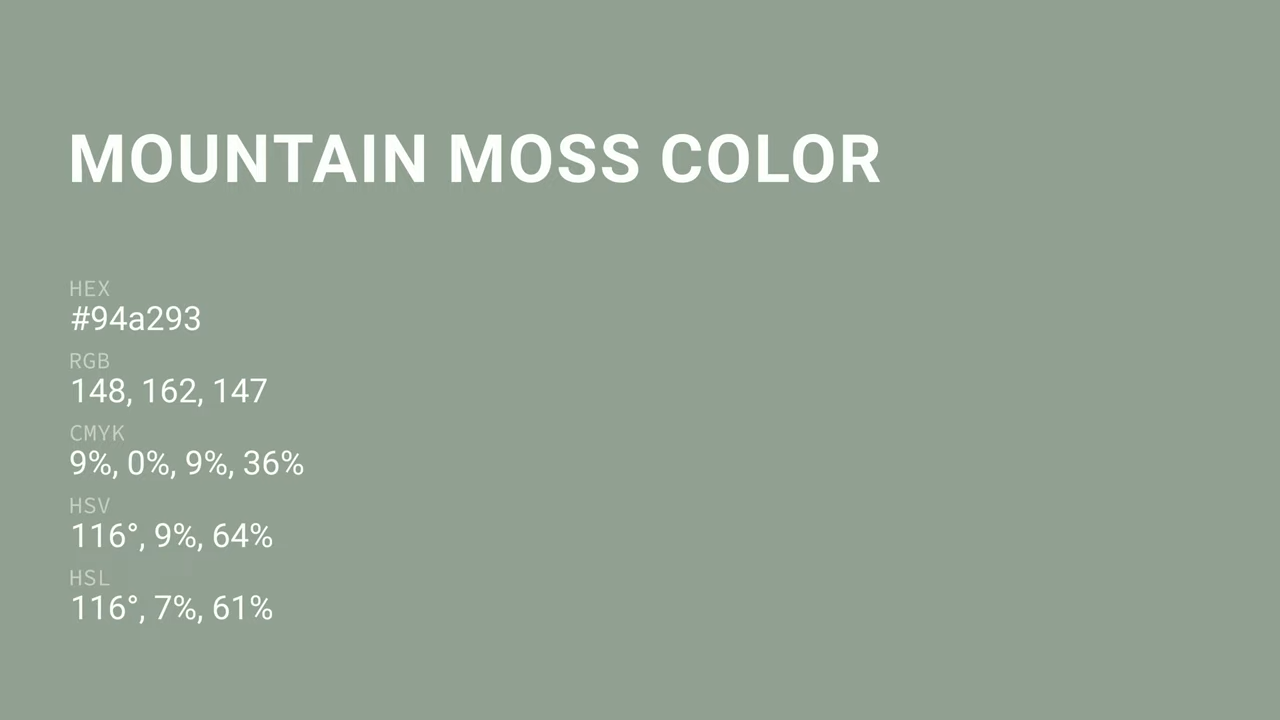 MOUNTAIN MOSS COLOR
HEX
#94a293
RGB
148, 162, 147
CMYK
9%, 0%, 9%, 36%
HSV
116°, 9%, 64%
HSL
116°, 7%, 61%